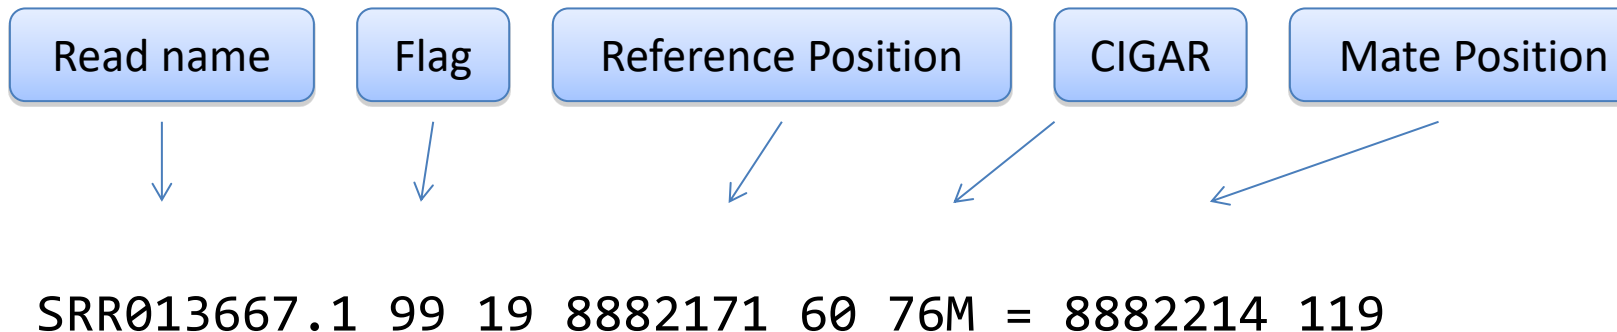 Read name Flag Reference Position CIGAR Mate Position
SRR013667.1 99 19 8882171 60 76M = 8882214 119